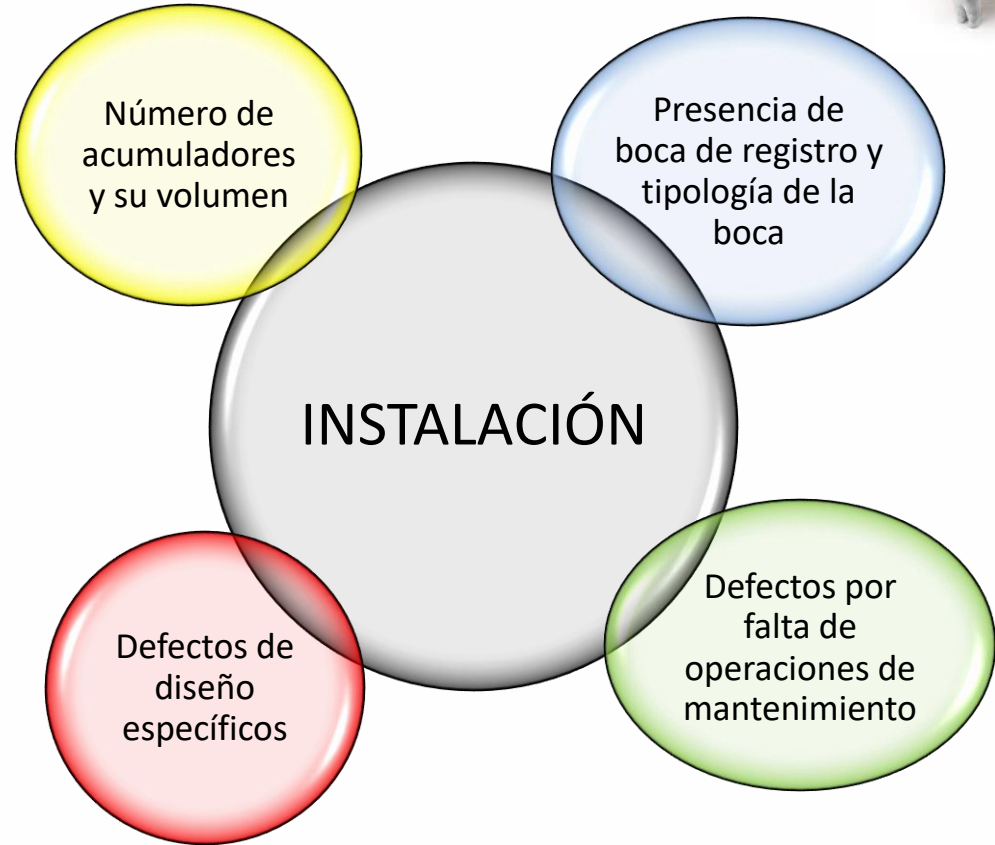 Número de
acumuladores
y su volumen
Presencia de
boca de registro y
tipología de la
boca
INSTALACIÓN
Defectos de
diseño
específicos
Defectos por
falta de
operaciones de
mantenimiento